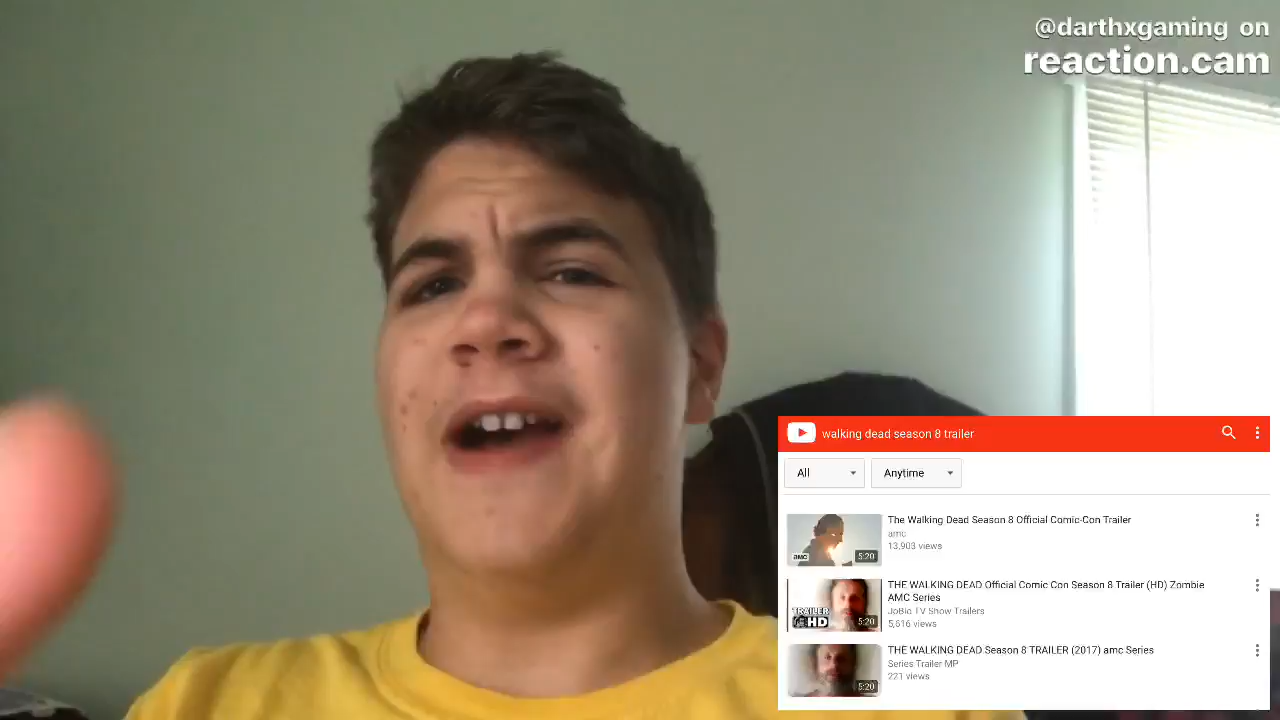 @darthxgaming on
reaction.cam
walking dead season 8 trailer
All
Anytime
The Walking Dead Season 8 Official Comic-Con Trailer
amc
13,903 views
amc
5:20
THE WALKING DEAD Official Comic Con Season 8 Trailer (HD) Zombie
AMC Series
JoBlo TV Show Trailers
5,616 views
TRAILER
HD
5:20
THE WALKING DEAD Season 8 TRAILER (2017) amc Series
Series Trailer MP
221 views
5:20